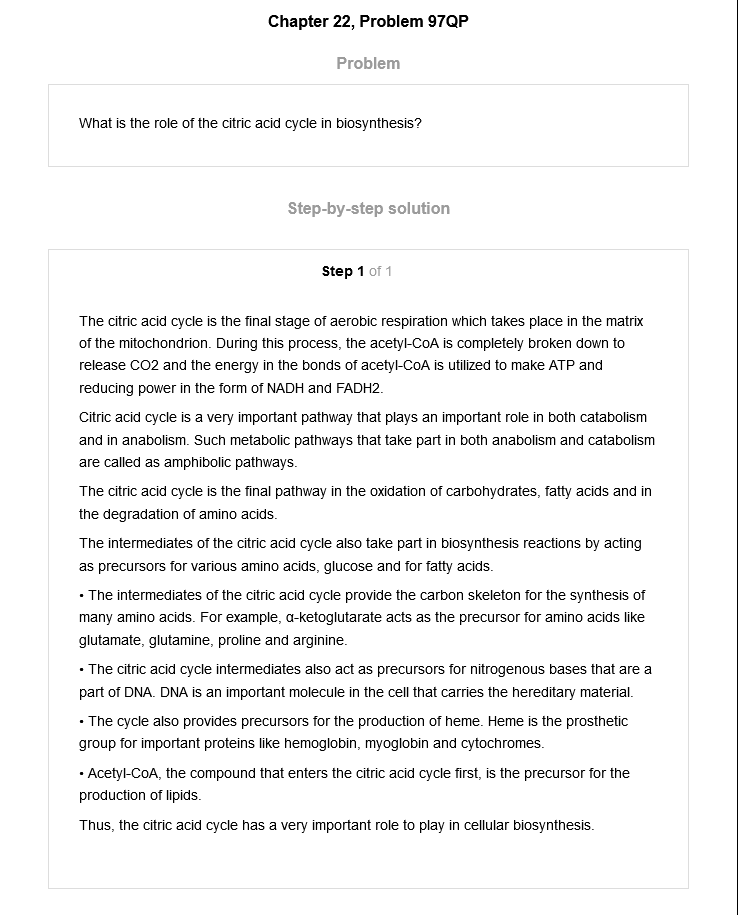 Chapter 22, Problem 97QP
Problem
What is the role of the citric acid cycle in biosynthesis?
Step-by-step solution
Step 1 of 1
The citric acid cycle is the final stage of aerobic respiration which takes place in the matrix
of the mitochondrion. During this process, the acetyl-CoA is completely broken down to
release CO2 and the energy in the bonds of acetyl-CoA is utilized to make ATP and
reducing power in the form of NADH and FADH2.
Citric acid cycle is a very important pathway that plays an important role in both catabolism
and in anabolism. Such metabolic pathways that take part in both anabolism and catabolism
are called as amphibolic pathways.
The citric acid cycle is the final pathway in the oxidation of carbohydrates, fatty acids and in
the degradation of amino acids.
The intermediates of the citric acid cycle also take part in biosynthesis reactions by acting
as precursors for various amino acids, glucose and for fatty acids.
• The intermediates of the citric acid cycle provide the carbon skeleton for the synthesis of
many amino acids. For example, α-ketoglutarate acts as the precursor for amino acids like
glutamate, glutamine, proline and arginine.
• The citric acid cycle intermediates also act as precursors for nitrogenous bases that are a
part of DNA. DNA is an important molecule in the cell that carries the hereditary material.
• The cycle also provides precursors for the production of heme. Heme is the prosthetic
group for important proteins like hemoglobin, myoglobin and cytochromes.
• Acetyl-CoA, the compound that enters the citric acid cycle first, is the precursor for the
production of lipids.
Thus, the citric acid cycle has a very important role to play in cellular biosynthesis.